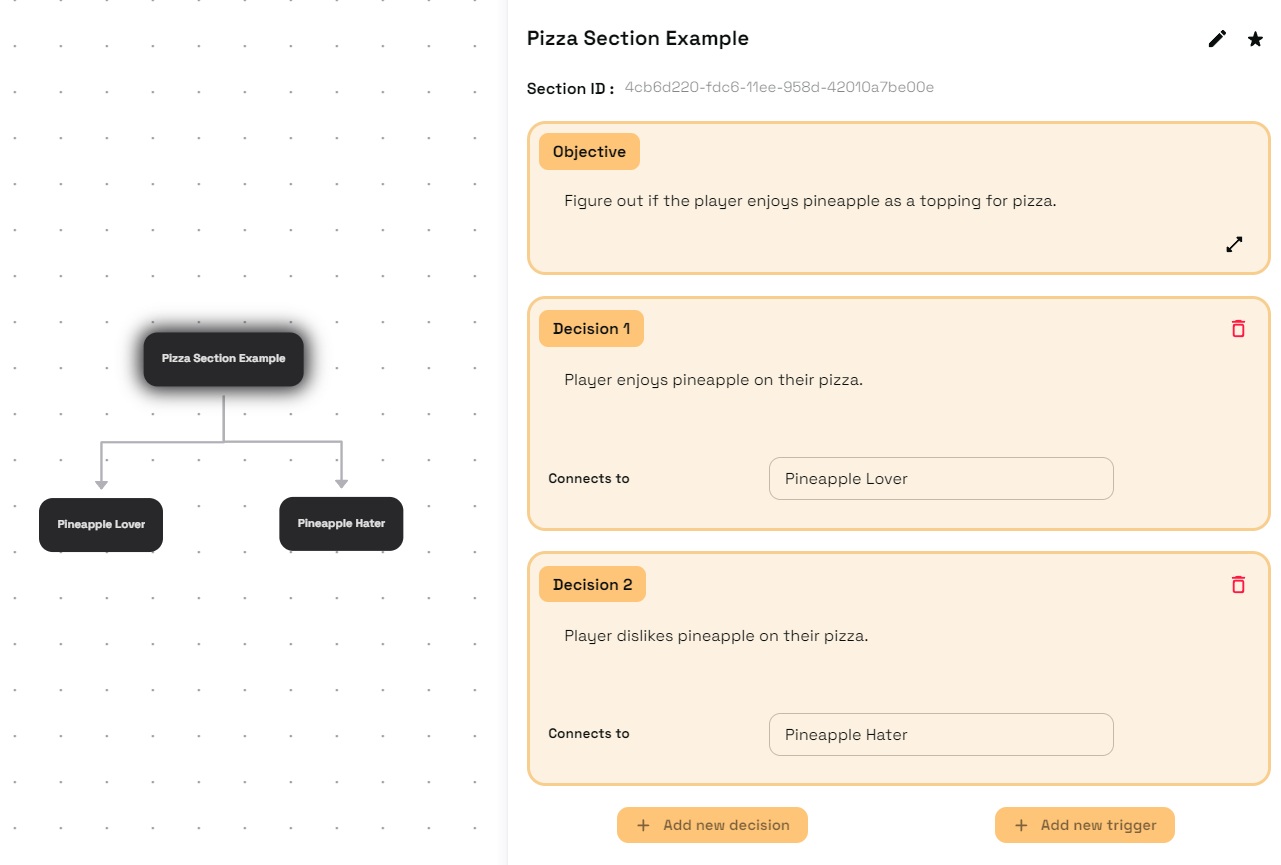 Pizza Section Example
Pineapple Lover
Pineapple Hater
Pizza Section Example
Section ID : 4cb6d220-fdc6-11ee-958d-42010a7be00e
Objective
Figure out if the player enjoys pineapple as a topping for pizza.
Decision 1
Player enjoys pineapple on their pizza.
Connects to Pineapple Lover
Decision 2
Player dislikes pineapple on their pizza.
Connects to Pineapple Hater
+ Add new decision + Add new trigger